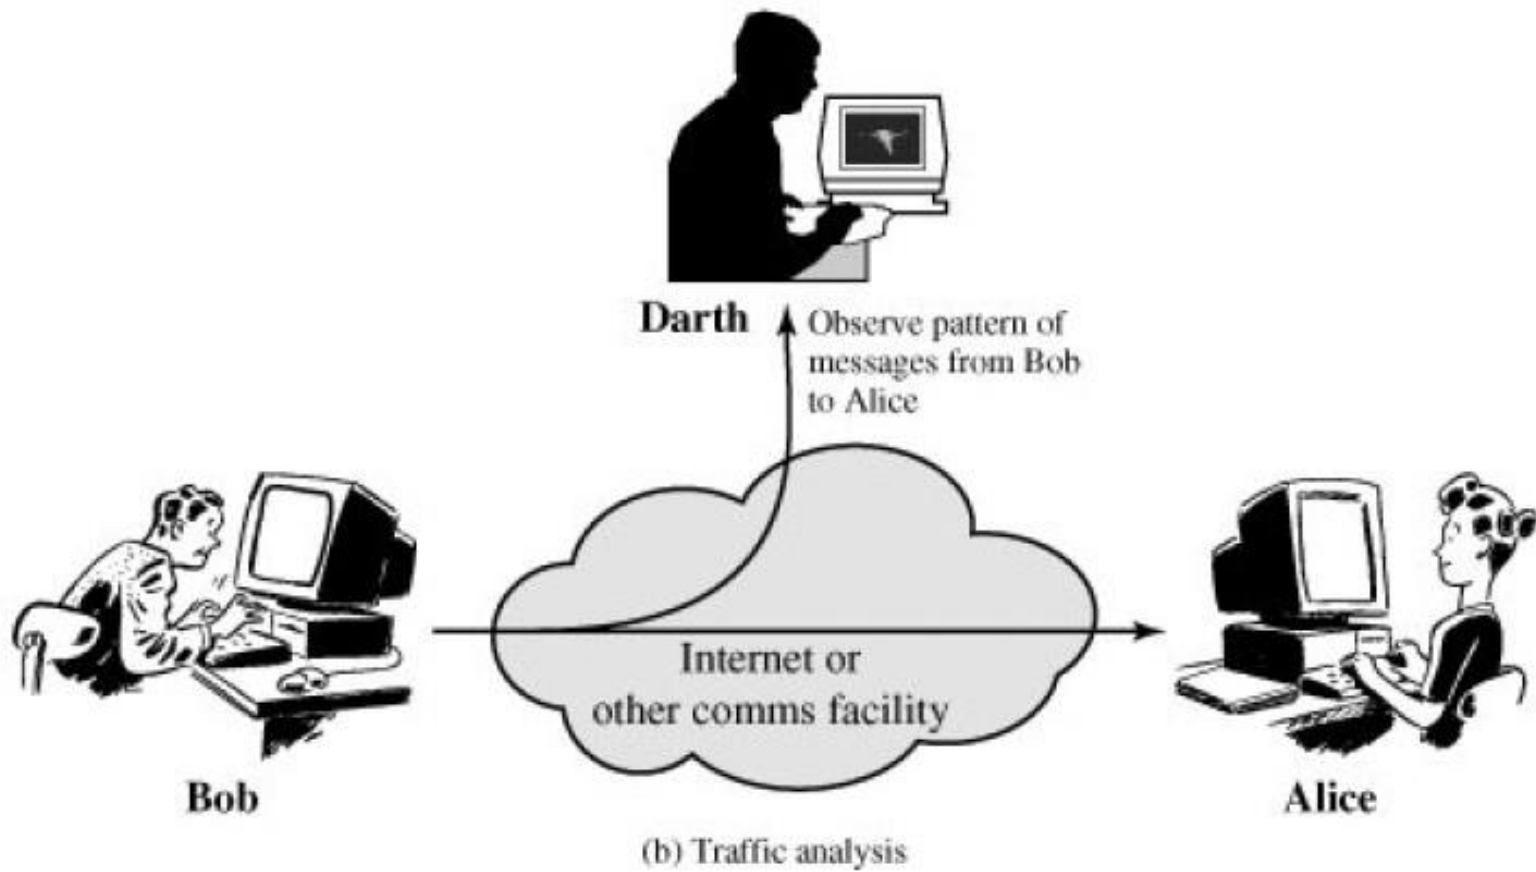 Darth
Observe pattern of
messages from Bob
to Alice
Internet or
other comms facility
Bob
Alice
(b) Traffic analysis